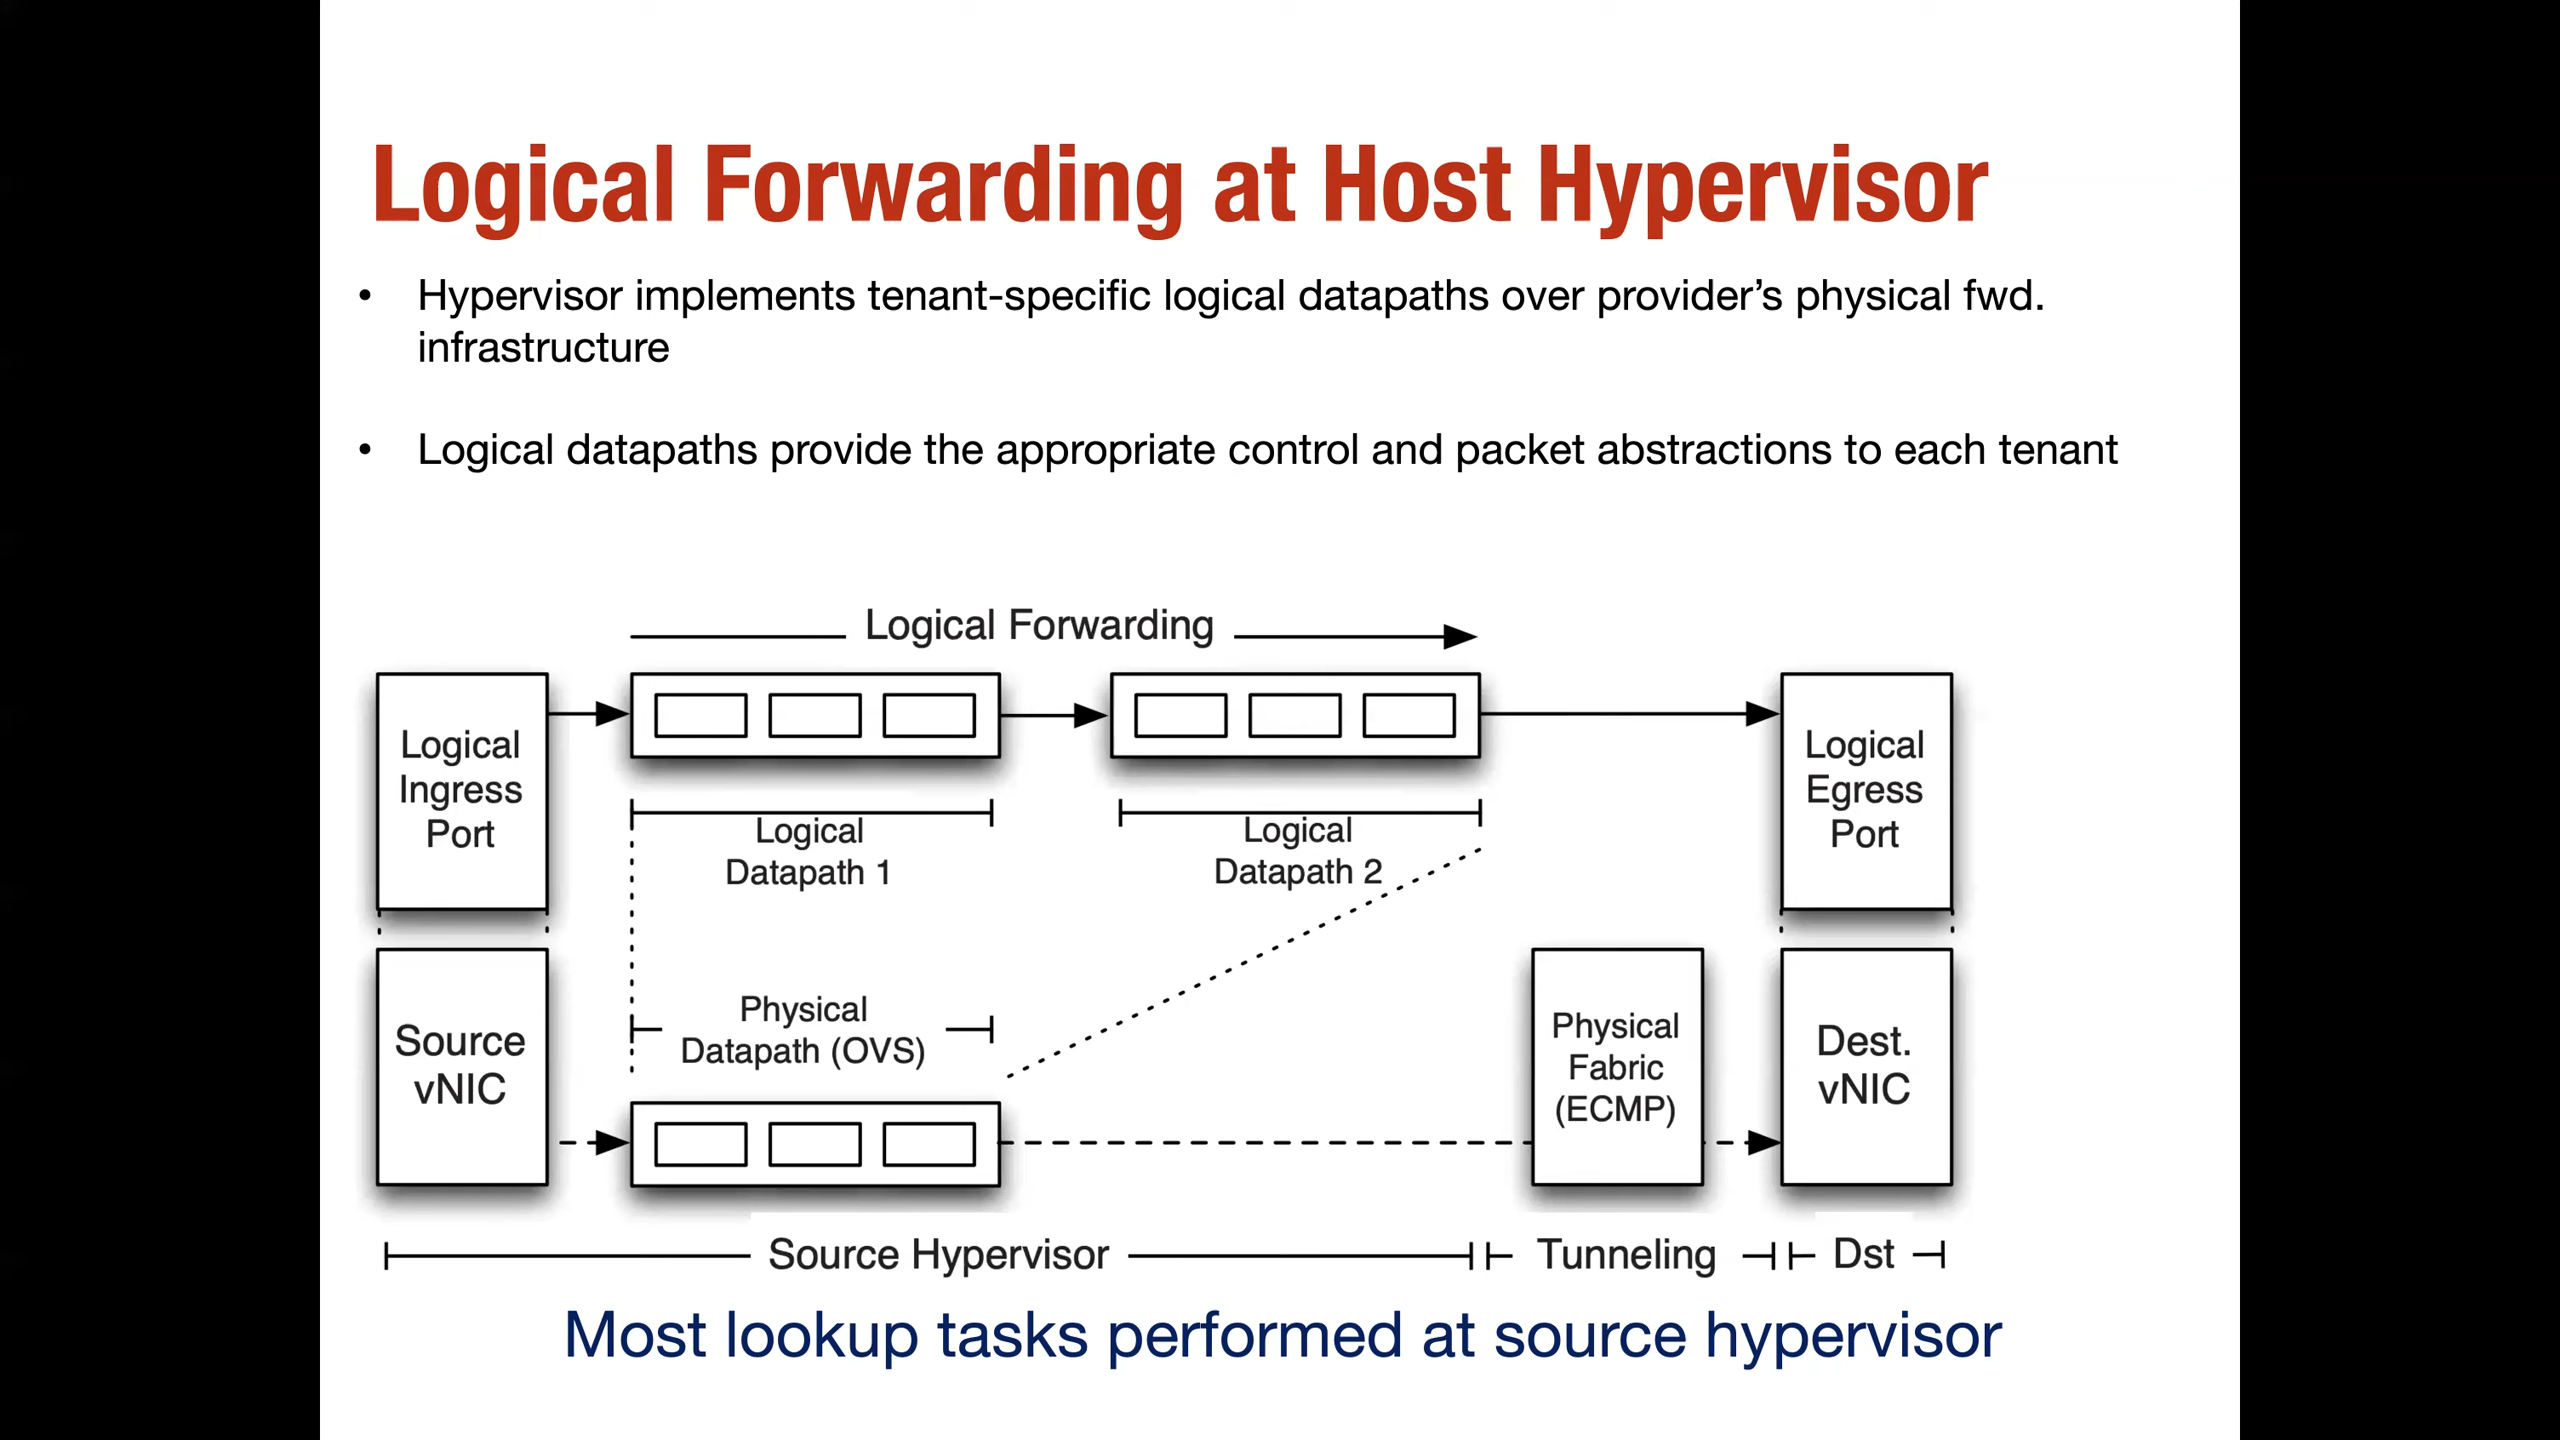 Logical Forwarding at Host Hypervisor
• Hypervisor implements tenant-specific logical datapaths over provider’s physical fwd.
infrastructure
• Logical datapaths provide the appropriate control and packet abstractions to each tenant
Logical Forwarding
Logical
Ingress
Port
Logical
Datapath 1
Logical
Datapath 2
Logical
Egress
Port
Source
vNIC
Physical
Datapath (OVS)
Physical
Fabric
(ECMP)
Dest.
vNIC
Source Hypervisor
Tunneling
Dst
Most lookup tasks performed at source hypervisor